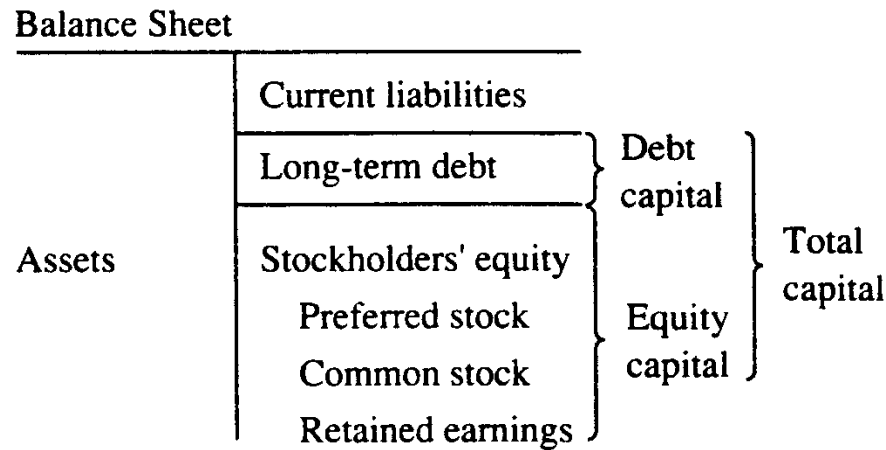 Balance Sheet
Current liabilities
Long-term debt
Debt
capital
Assets
Stockholders' equity
Preferred stock
Common stock
Retained earnings
Equity
capital
Total
capital